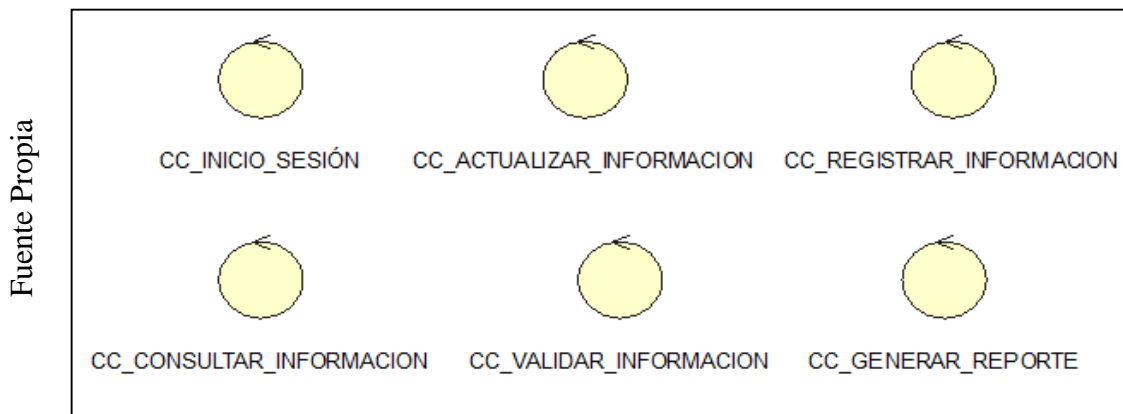 Fuente Propia
CC_INICIO_SESIÓN CC_ACTUALIZAR_INFORMACION CC_REGISTRAR_INFORMACION
CC_CONSULTAR_INFORMACION CC_VALIDAR_INFORMACION CC_GENERAR_REPORTE